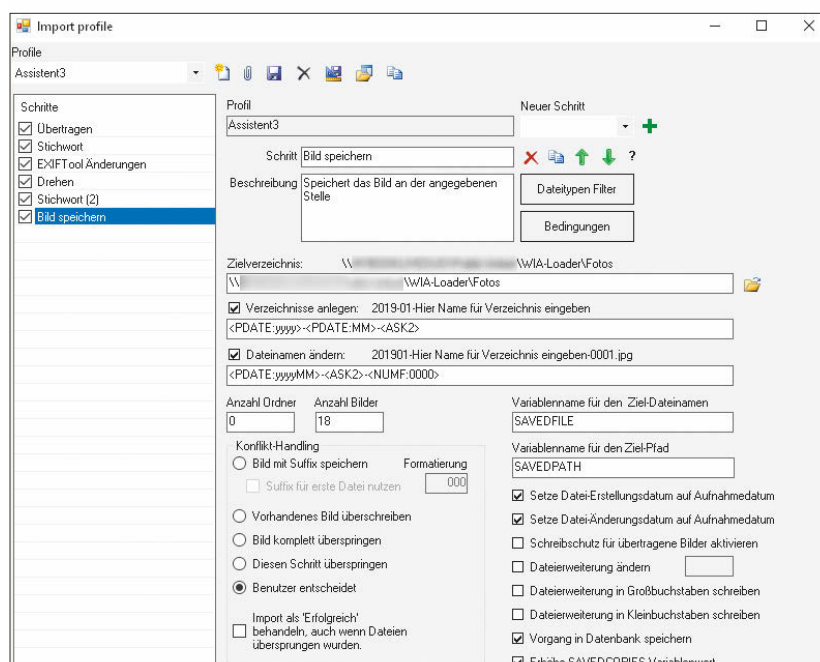 Import profile
Profile
Assistent3
Schritte
Übertragen
Stichwort
EXIFTool Änderungen
Drehen
Stichwort (2)
Bild speichern
Profil
Neuer Schritt
Assistent3
Schritt Bild speichern
?
Beschreibung Speichert das Bild an der angegebenen
Stelle
Dateitypen Filter
Bedingungen
Zielverzeichnis: \\ \WIA-Loader\Fotos
\\ \WIA-Loader\Fotos
Verzeichnisse anlegen: 2019-01-Hier Name für Verzeichnis eingeben
<PDATE:yyyy>-<PDATE:MM>-<ASK2>
Dateinamen ändern: 201901-Hier Name für Verzeichnis eingeben-0001.jpg
<PDATE:yyyyMM>-<ASK2>-<NUMF:0000>
Anzahl Ordner Anzahl Bilder
0 18
Konflikt-Handling
Bild mit Suffix speichern Formatierung
Suffix für erste Datei nutzen 000
Vorhandenes Bild überschreiben
Bild komplett überspringen
Diesen Schritt überspringen
Benutzer entscheidet
Import als 'Erfolgreich'
behandeln, auch wenn Dateien
übersprungen wurden.
Variablenname für den Ziel-Dateinamen
SAVEDFILE
Variablenname für den Ziel-Pfad
SAVEDPATH
Setze Datei-Erstellungsdatum auf Aufnahmedatum
Setze Datei-Änderungsdatum auf Aufnahmedatum
Schreibschutz für übertragene Bilder aktivieren
Dateierweiterung ändern
Dateierweiterung in Großbuchstaben schreiben
Dateierweiterung in Kleinbuchstaben schreiben
Vorgang in Datenbank speichern
Erhöhe SAVEDCOPIES Variablenwert